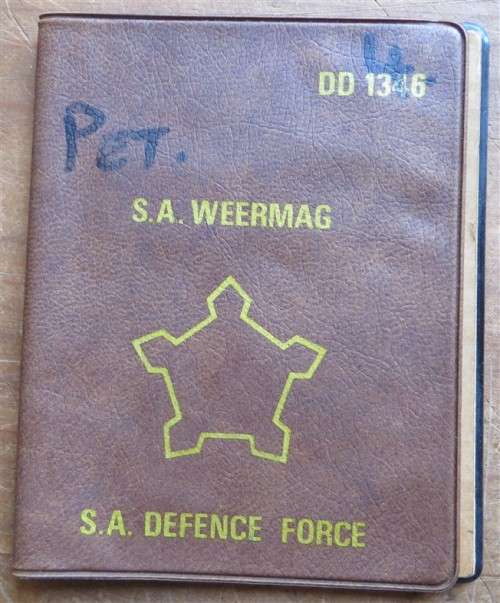 DD 1346
PET.
S.A. WEERMAG
S.A. DEFENCE FORCE